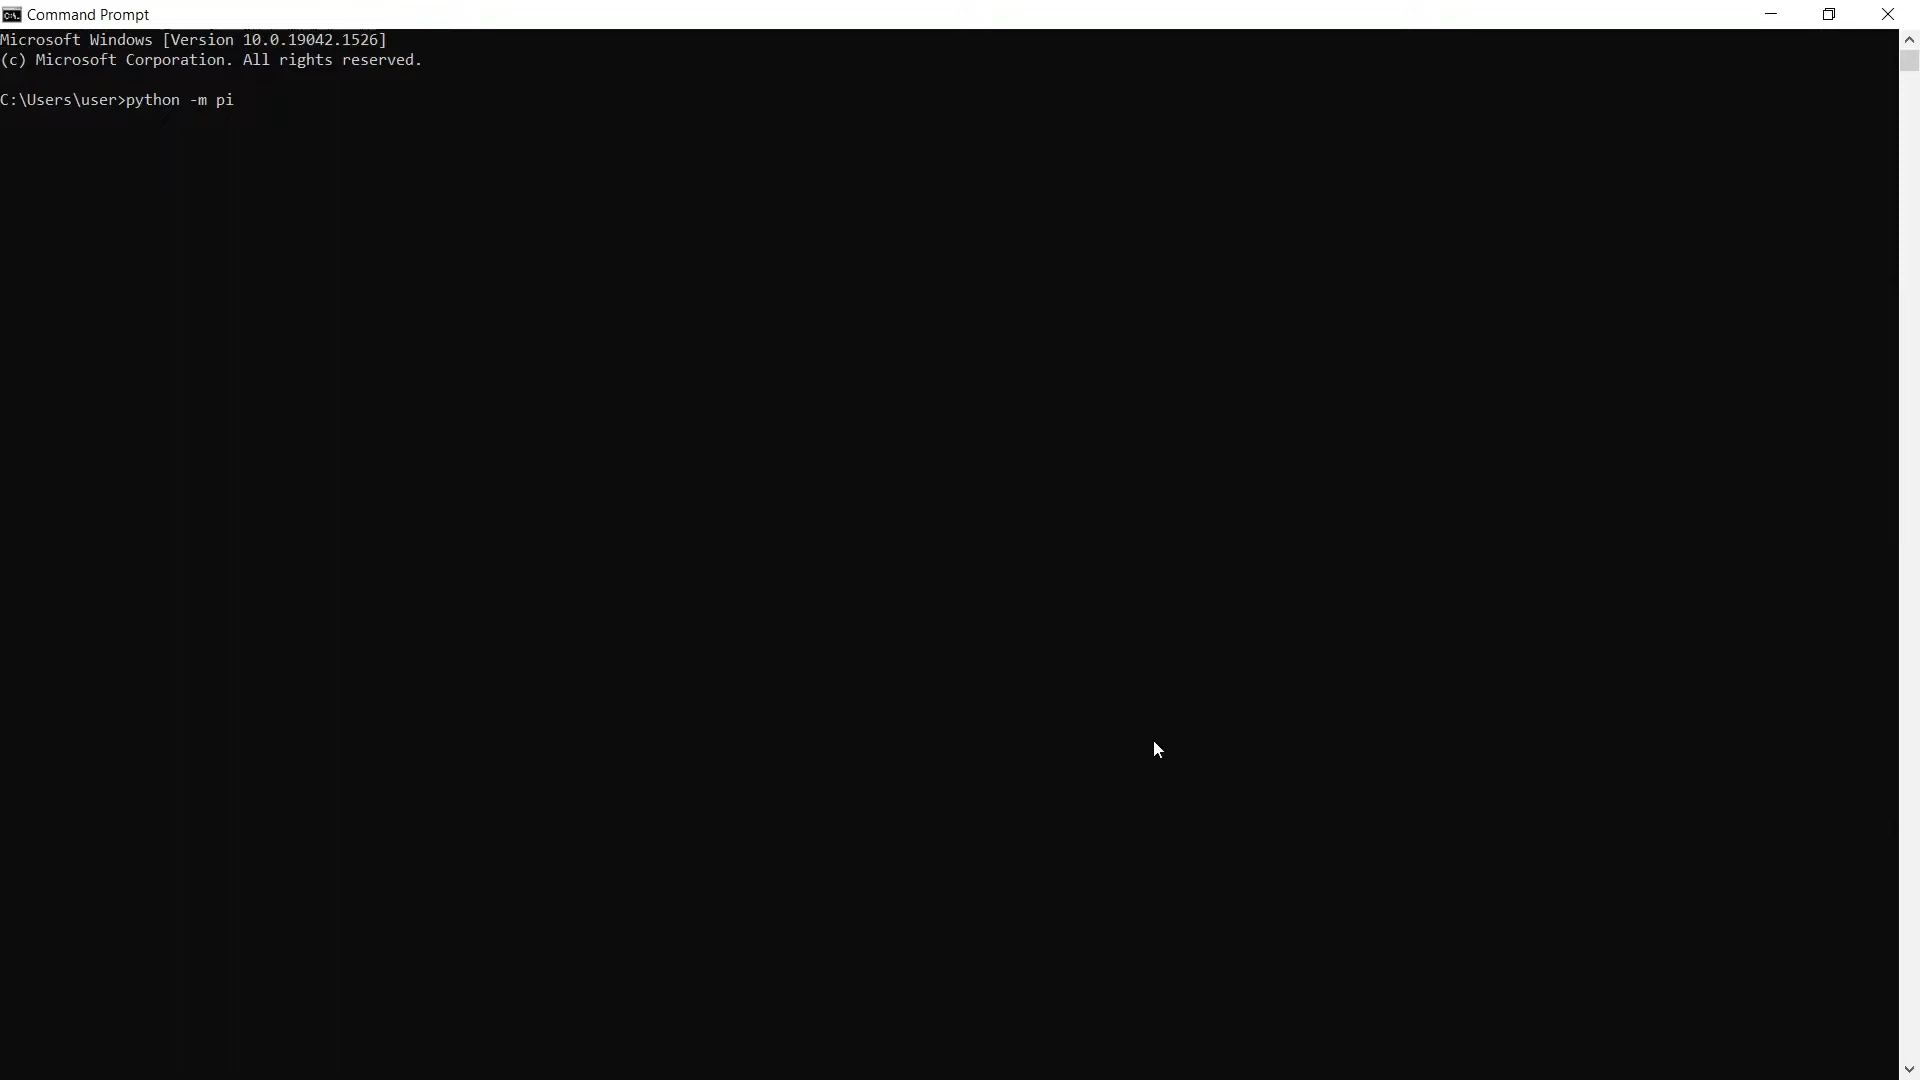 Command Prompt
Microsoft Windows [Version 10.0.19042.1526]
(c) Microsoft Corporation. All rights reserved.
C:\Users\user>python -m pi